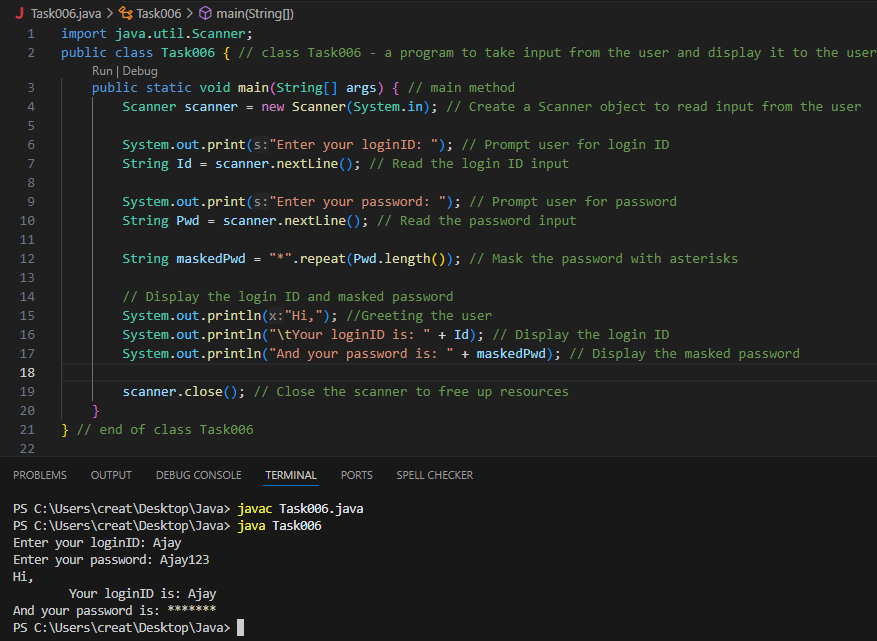 J Task006.java > Task006 > main(String[])
1 import java.util.Scanner;
2 public class Task006 { // class Task006 - a program to take input from the user and display it to the user
Run | Debug
3 public static void main(String[] args) { // main method
4 Scanner scanner = new Scanner(System.in); // Create a Scanner object to read input from the user
5
6 System.out.print(s:"Enter your loginID: "); // Prompt user for login ID
7 String Id = scanner.nextLine(); // Read the login ID input
8
9 System.out.print(s:"Enter your password: "); // Prompt user for password
10 String Pwd = scanner.nextLine(); // Read the password input
11
12 String maskedPwd = "*".repeat(Pwd.length()); // Mask the password with asterisks
13
14 // Display the login ID and masked password
15 System.out.println(x:"Hi,"); //Greeting the user
16 System.out.println("\tYour loginID is: " + Id); // Display the login ID
17 System.out.println("And your password is: " + maskedPwd); // Display the masked password
18
19 scanner.close(); // Close the scanner to free up resources
20 }
21 } // end of class Task006
22
PROBLEMS OUTPUT DEBUG CONSOLE TERMINAL PORTS SPELL CHECKER
PS C:\Users\creat\Desktop\Java> javac Task006.java
PS C:\Users\creat\Desktop\Java> java Task006
Enter your loginID: Ajay
Enter your password: Ajay123
Hi,
Your loginID is: Ajay
And your password is: *******
PS C:\Users\creat\Desktop\Java>